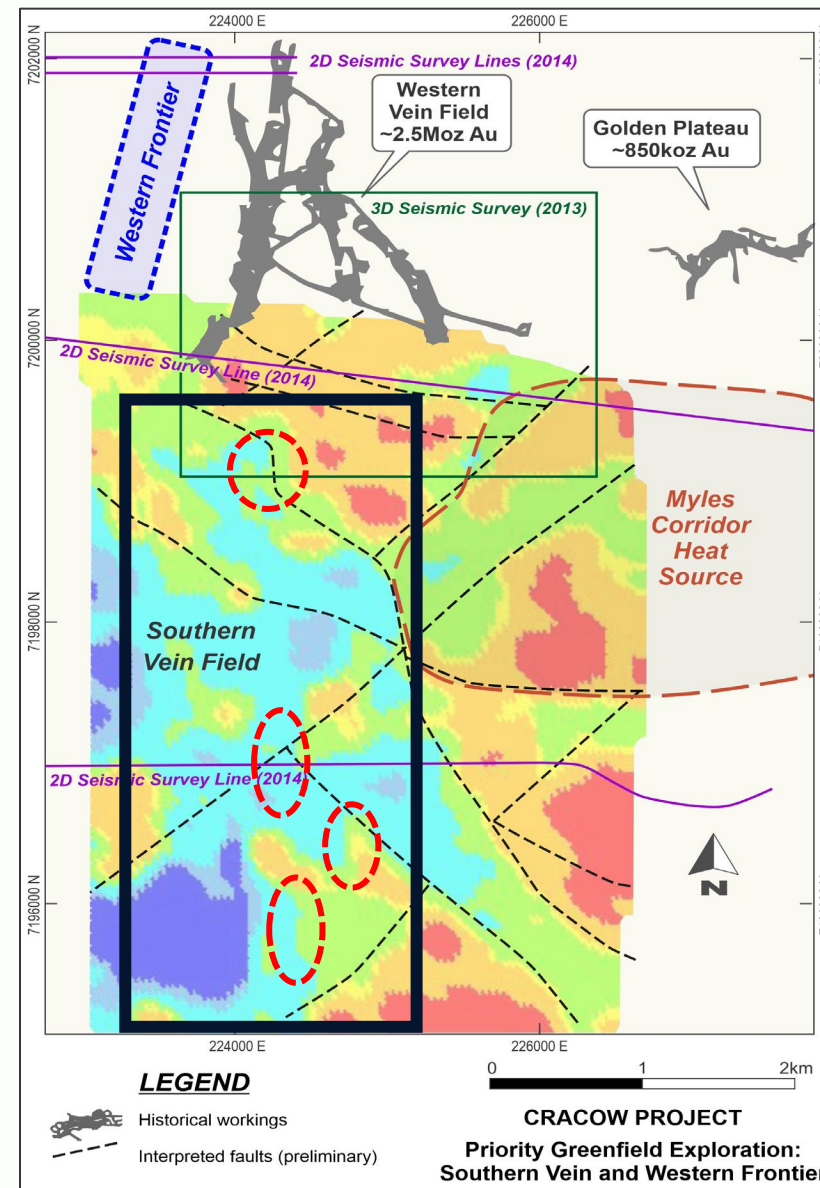 224000 E
226000 E
7202000 N
2D Seismic Survey Lines (2014)
Western
Vein Field
~2.5Moz Au
Golden Plateau
~850koz Au
Western Frontier
3D Seismic Survey (2013)
7200000 N
2D Seismic Survey Line (2014)
Myles
Corridor
Heat
Source
7198000 N
Southern
Vein Field
2D Seismic Survey Line (2014)
N
7196000 N
224000 E
226000 E
LEGEND
0 1 2km
Historical workings
Interpreted faults (preliminary)
CRACOW PROJECT
Priority Greenfield Exploration:
Southern Vein and Western Frontier